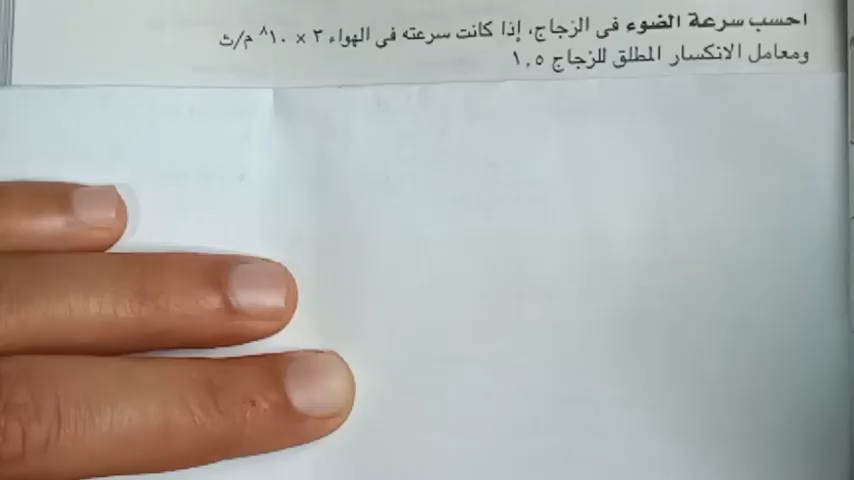 احسب سرعة الضوء فى الزجاج، إذا كانت سرعته فى الهواء ٣ × ١٠^٨ م/ث
ومعامل الانكسار المطلق للزجاج ١,٥